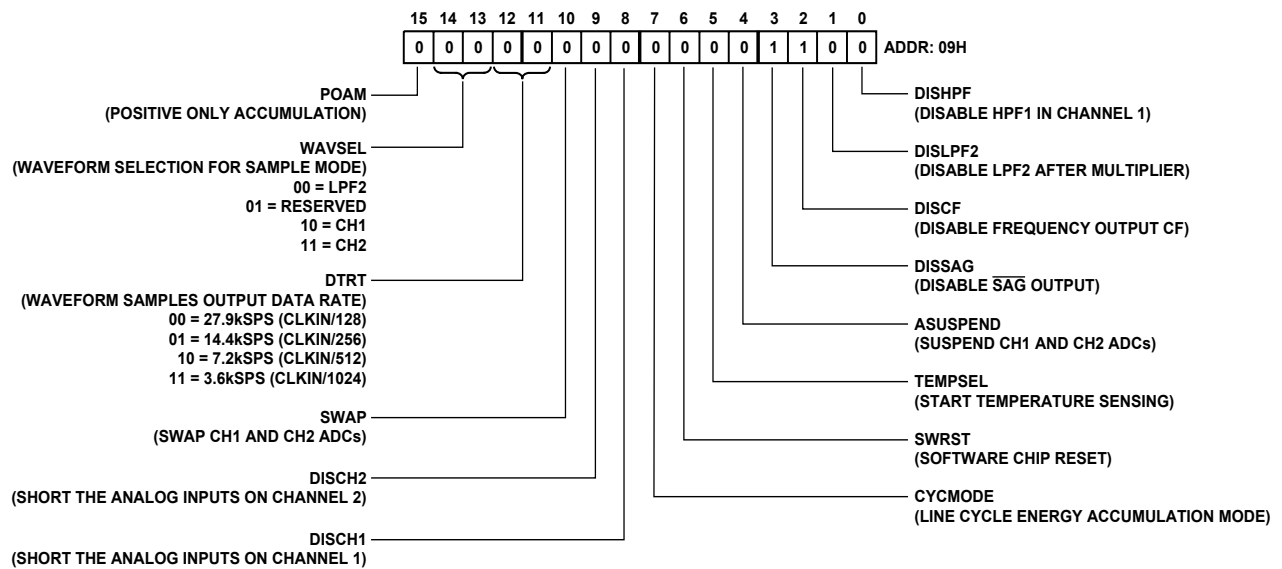 15 14 13 12 11 10 9 8 7 6 5 4 3 2 1 0
0 0 0 0 0 0 0 0 0 0 0 0 1 1 0 0 ADDR: 09H
POAM
(POSITIVE ONLY ACCUMULATION)
WAVSEL
(WAVEFORM SELECTION FOR SAMPLE MODE)
00 = LPF2
01 = RESERVED
10 = CH1
11 = CH2
DTRT
(WAVEFORM SAMPLES OUTPUT DATA RATE)
00 = 27.9kSPS (CLKIN/128)
01 = 14.4kSPS (CLKIN/256)
10 = 7.2kSPS (CLKIN/512)
11 = 3.6kSPS (CLKIN/1024)
SWAP
(SWAP CH1 AND CH2 ADCs)
DISCH2
(SHORT THE ANALOG INPUTS ON CHANNEL 2)
DISCH1
(SHORT THE ANALOG INPUTS ON CHANNEL 1)
DISHPF
(DISABLE HPF1 IN CHANNEL 1)
DISLPF2
(DISABLE LPF2 AFTER MULTIPLIER)
DISCF
(DISABLE FREQUENCY OUTPUT CF)
DISSAG
(DISABLE S̅A̅G̅ OUTPUT)
ASUSPEND
(SUSPEND CH1 AND CH2 ADCs)
TEMPSEL
(START TEMPERATURE SENSING)
SWRST
(SOFTWARE CHIP RESET)
CYCMODE
(LINE CYCLE ENERGY ACCUMULATION MODE)